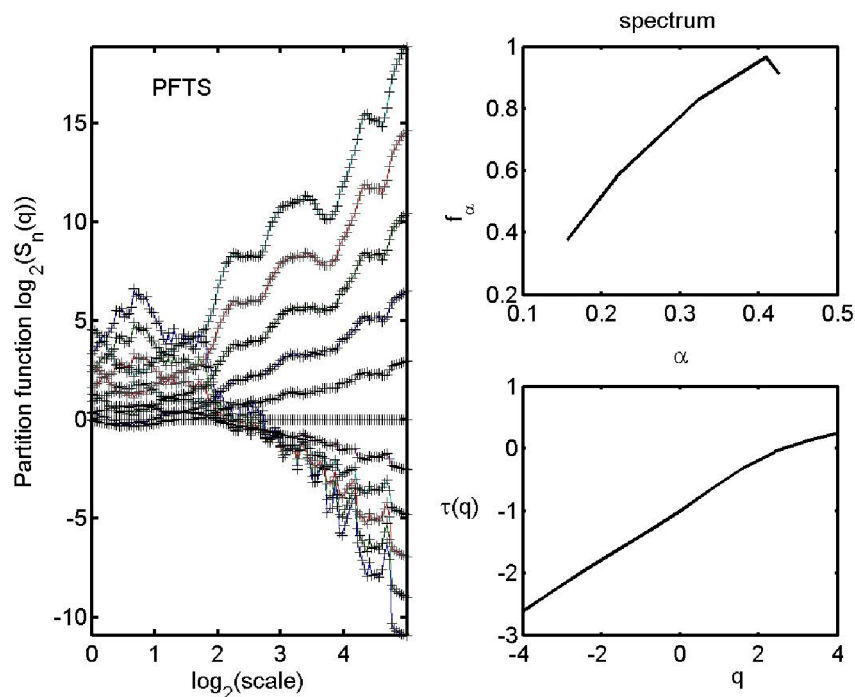 PFTS
Partition function log₂(Sₙ(q))
15
10
5
0
-5
-10
0 1 2 3 4
log₂(scale)
spectrum
f_α
1
0.8
0.6
0.4
0.2
0.1 0.2 0.3 0.4 0.5
α
τ(q)
1
0
-1
-2
-3
-4 -2 0 2 4
q